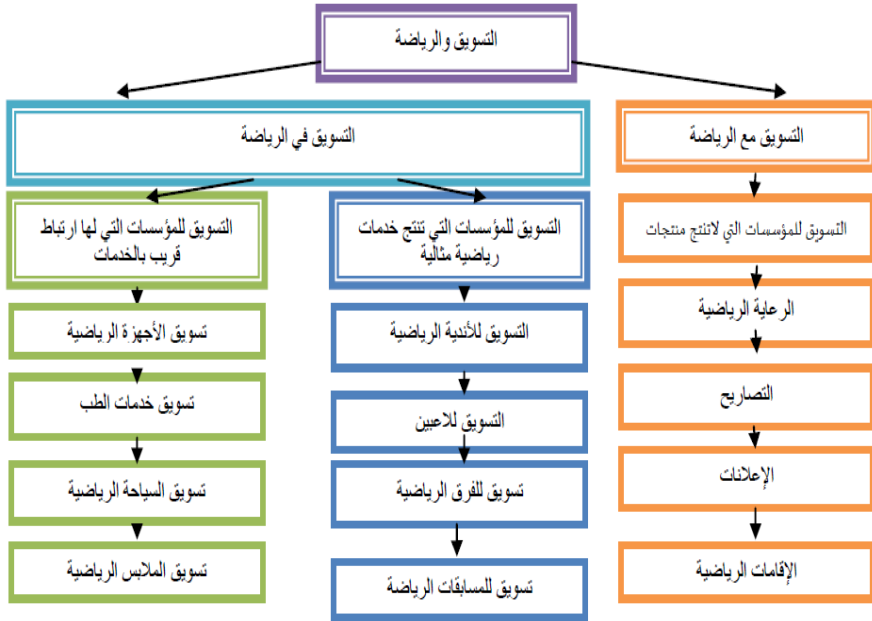 التسويق والرياضة
التسويق مع الرياضة
التسويق في الرياضة
التسويق للمؤسسات التي لاتنتج منتجات
التسويق للمؤسسات التي تنتج خدمات
رياضية مثالية
التسويق للمؤسسات التي لها ارتباط
قريب بالخدمات
الرعاية الرياضية
التسويق للأندية الرياضية
تسويق الأجهزة الرياضية
التصاريح
التسويق للاعبين
تسويق خدمات الطب
الإعلانات
تسويق للفرق الرياضية
تسويق السياحة الرياضية
الإقامات الرياضية
تسويق للمسابقات الرياضة
تسويق الملابس الرياضية